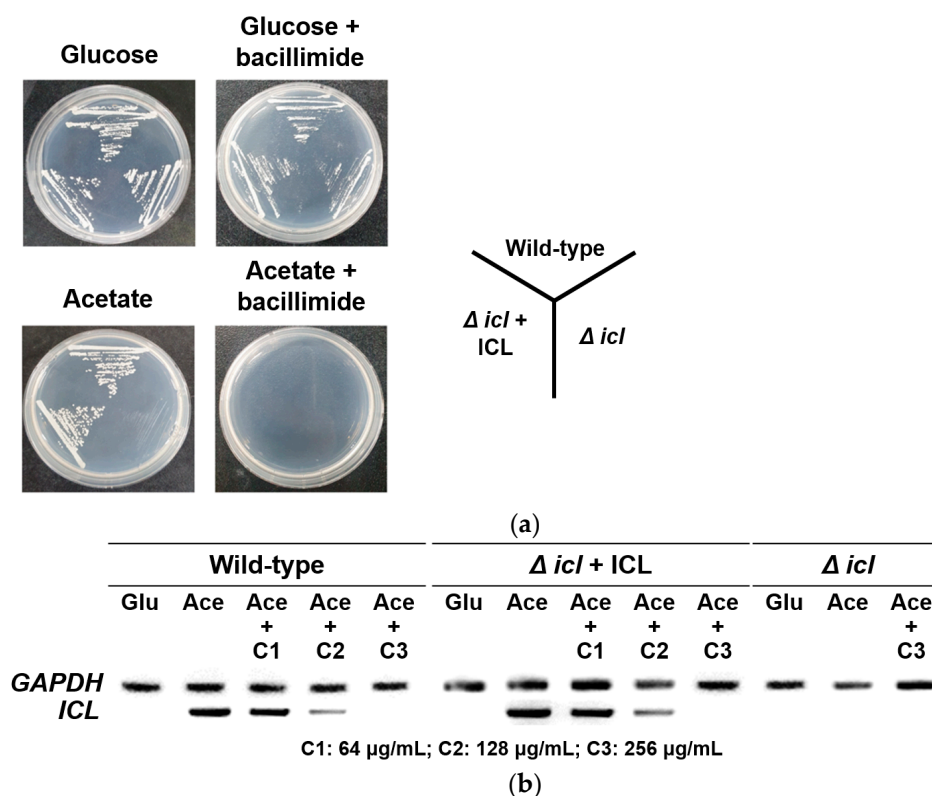 Glucose
Glucose +
bacillimide
Acetate
Acetate +
bacillimide
Wild-type
Δ icl +
ICL
Δ icl
(a)
Wild-type
Δ icl + ICL
Δ icl
Glu Ace Ace + C1 Ace + C2 Ace + C3 Glu Ace Ace + C1 Ace + C2 Ace + C3 Glu Ace Ace + C3
GAPDH
ICL
C1: 64 µg/mL; C2: 128 µg/mL; C3: 256 µg/mL
(b)